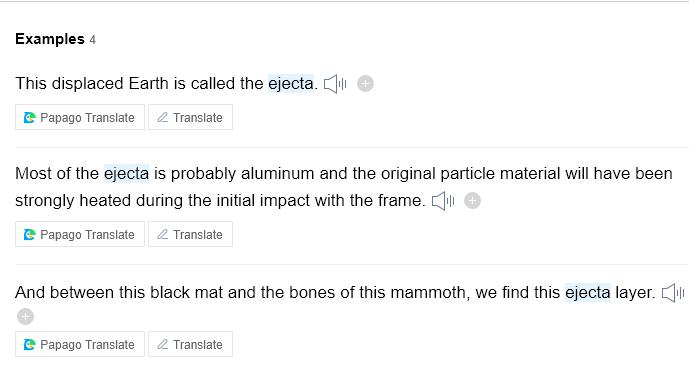 Examples 4
This displaced Earth is called the ejecta.
Papago Translate Translate
Most of the ejecta is probably aluminum and the original particle material will have been
strongly heated during the initial impact with the frame.
Papago Translate Translate
And between this black mat and the bones of this mammoth, we find this ejecta layer.
Papago Translate Translate